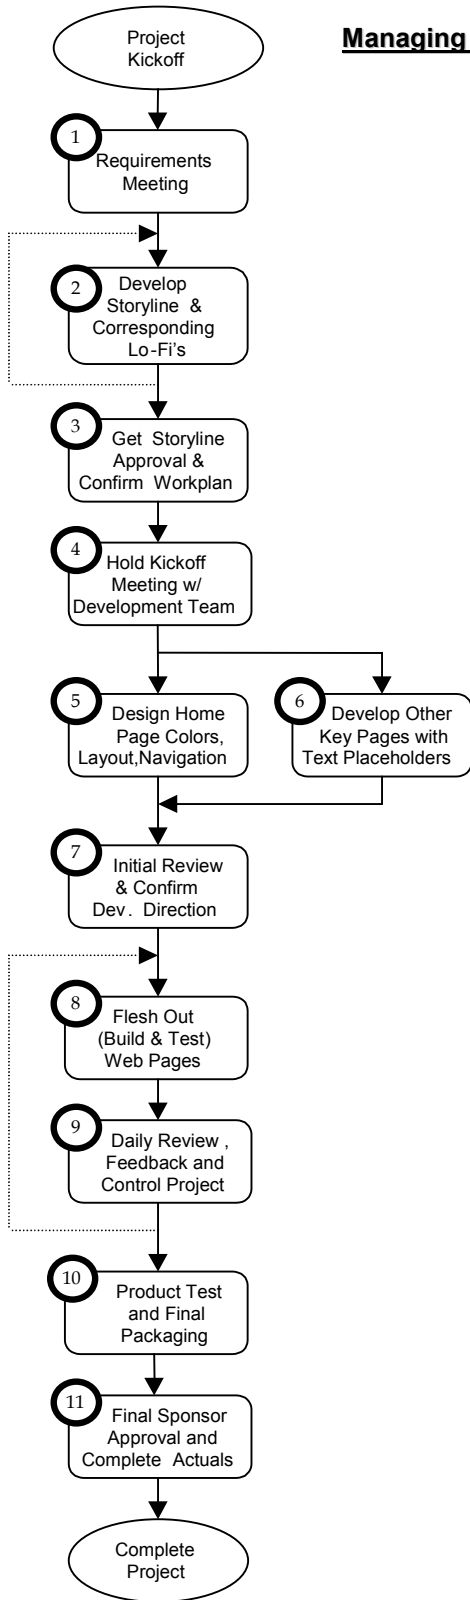 Project
Kickoff
Managing
1
Requirements
Meeting
2
Develop
Storyline &
Corresponding
Lo-Fi's
3
Get Storyline
Approval &
Confirm Workplan
4
Hold Kickoff
Meeting w/
Development Team
5
Design Home
Page Colors,
Layout,Navigation
6
Develop Other
Key Pages with
Text Placeholders
7
Initial Review
& Confirm
Dev. Direction
8
Flesh Out
(Build & Test)
Web Pages
9
Daily Review ,
Feedback and
Control Project
10
Product Test
and Final
Packaging
11
Final Sponsor
Approval and
Complete Actuals
Complete
Project